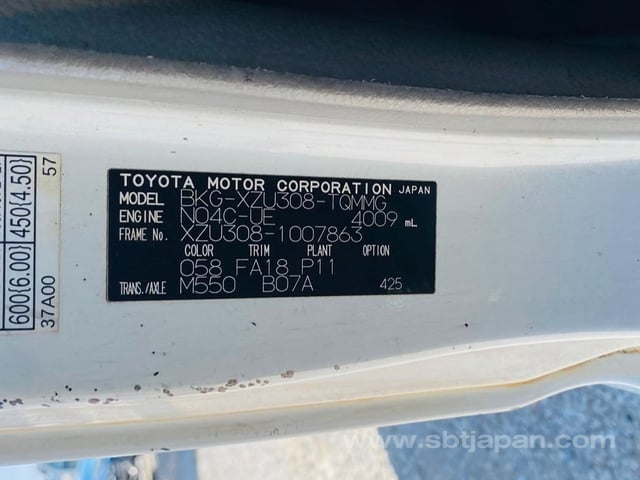 TOYOTA MOTOR CORPORATION JAPAN
MODEL BKG-XZU308-TQMMG
ENGINE N04C-UE 4009 mL
FRAME No. XZU308-1007863
COLOR TRIM PLANT OPTION
058 FA18 P11
TRANS./AXLE M550 B07A 425
600{6.00} 450{4.50}
37A00 57
www.sbtjapan.com